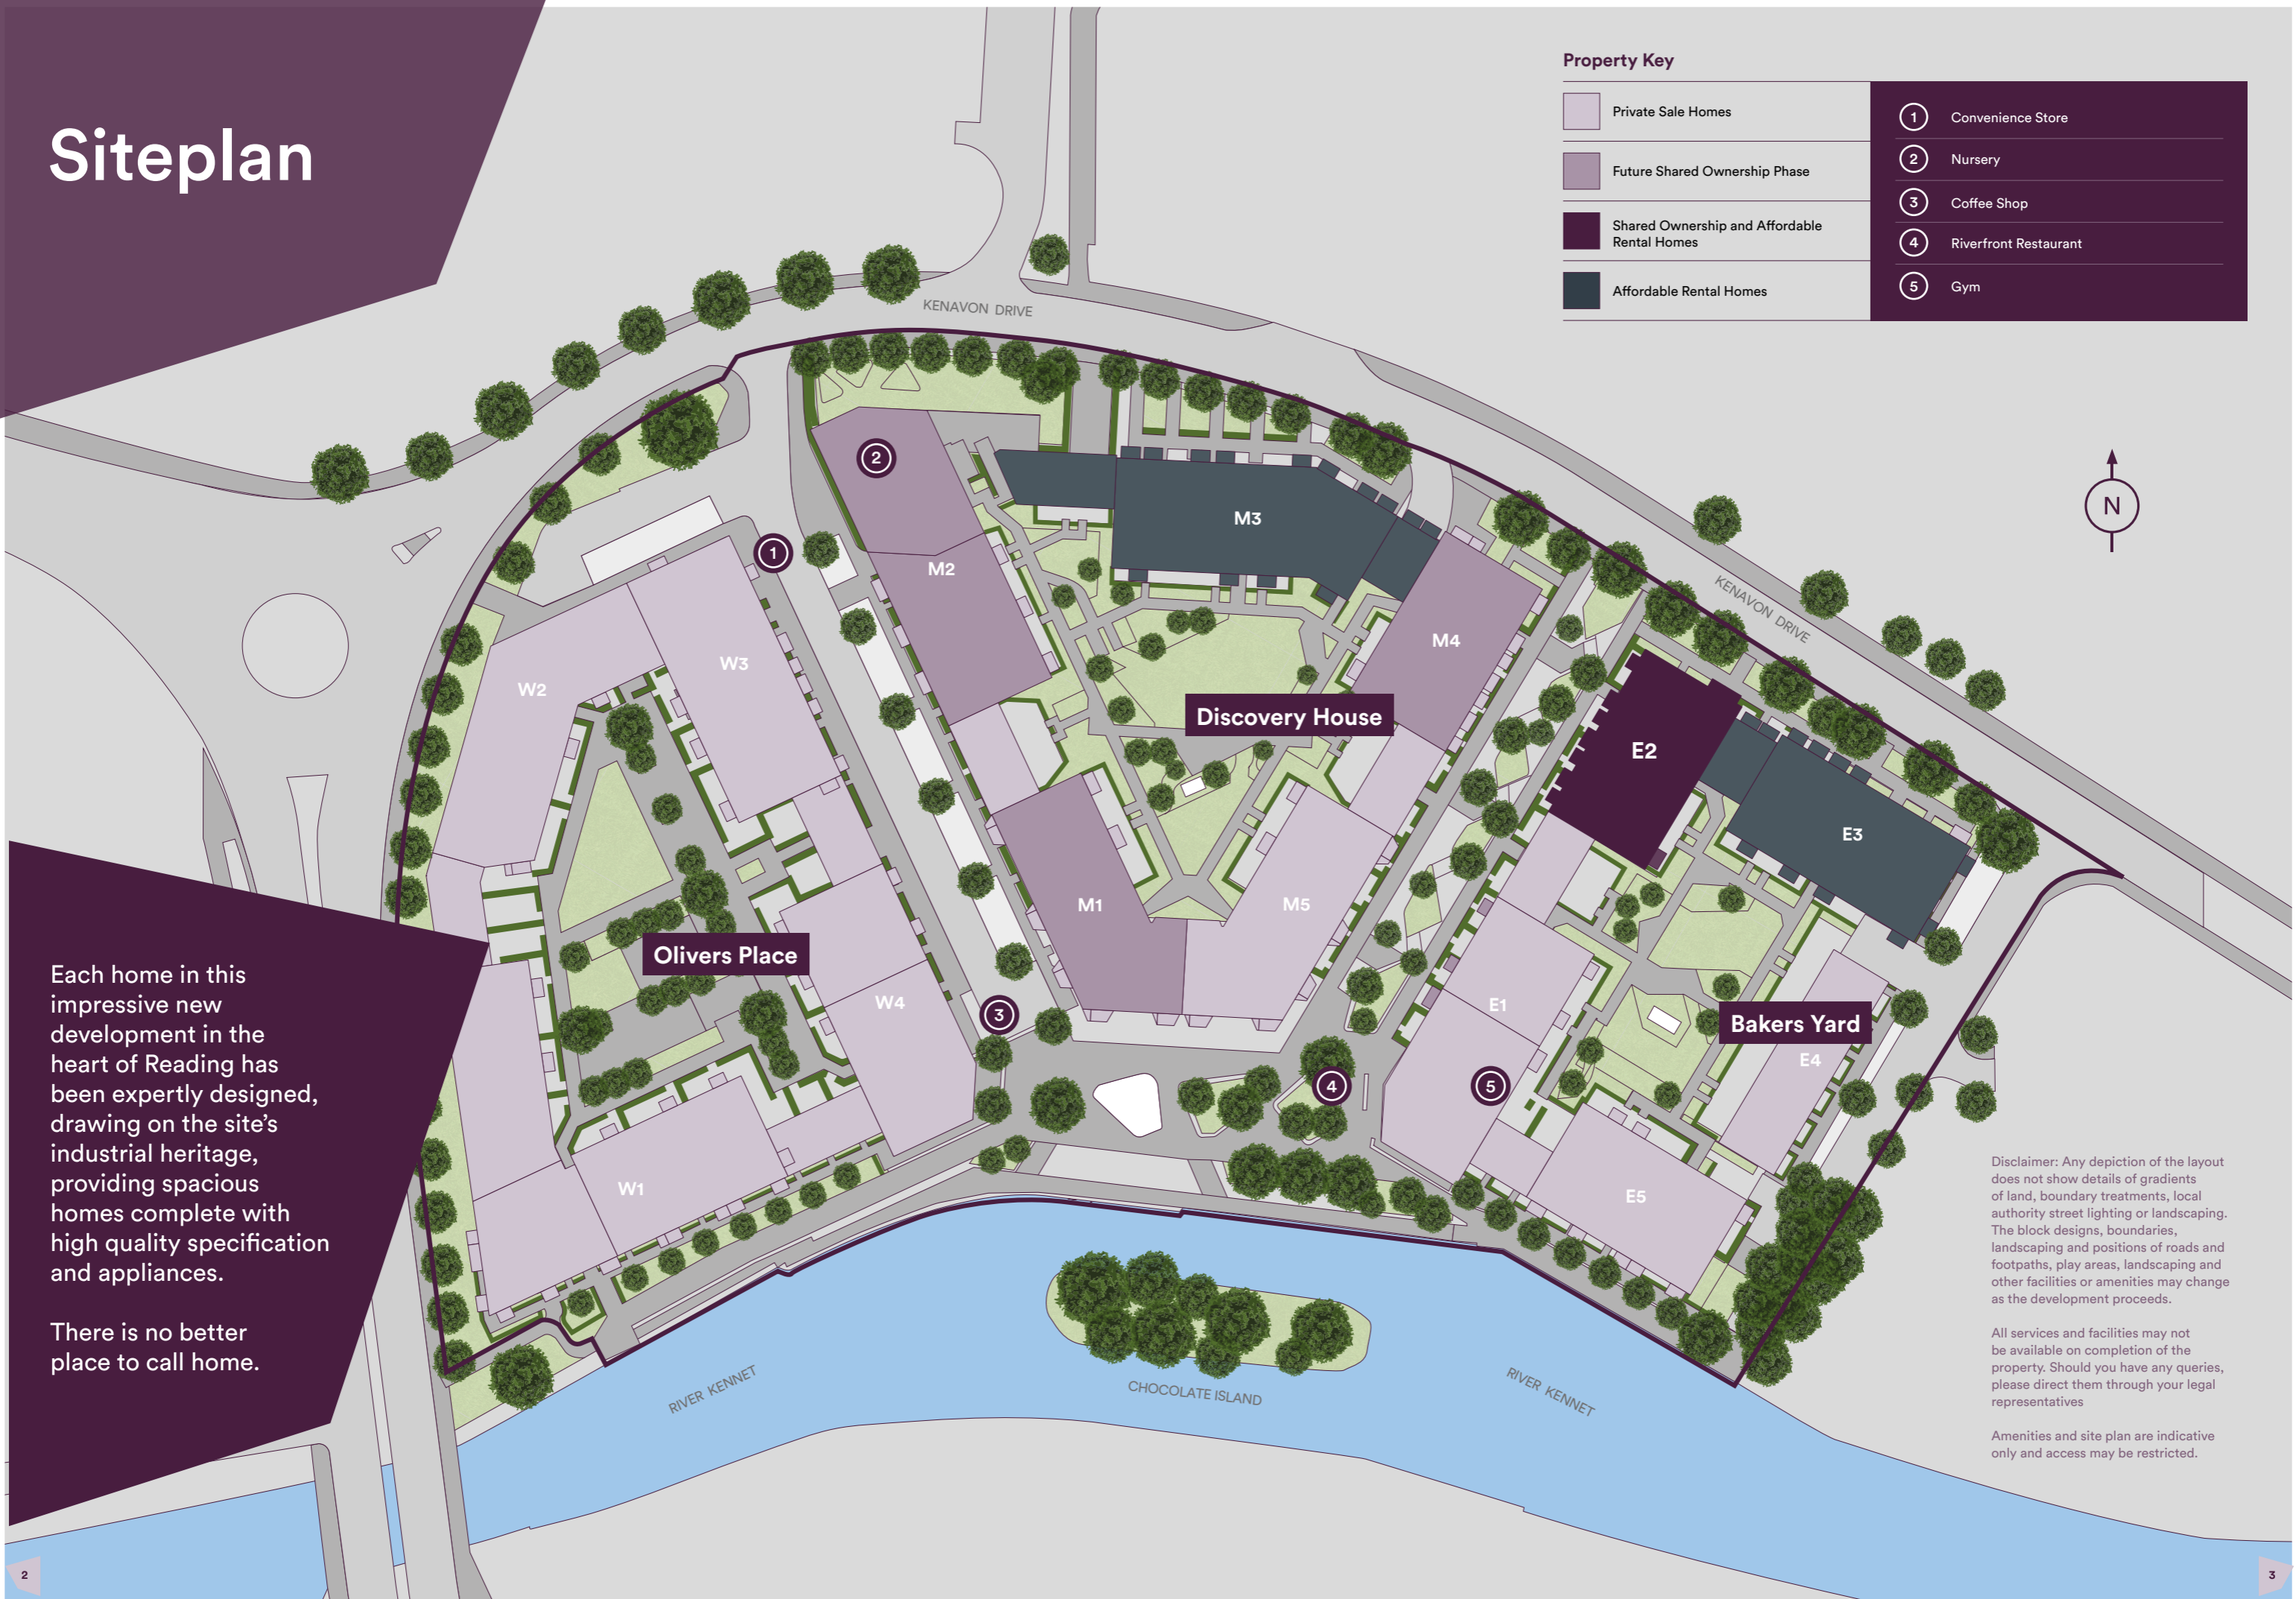 Siteplan
Property Key
Private Sale Homes
Future Shared Ownership Phase
Shared Ownership and Affordable
Rental Homes
Affordable Rental Homes
1 Convenience Store
2 Nursery
3 Coffee Shop
4 Riverfront Restaurant
5 Gym
N
KENAVON DRIVE
KENAVON DRIVE
2
1
M3
M2
M4
W3
W2
Discovery House
E2
E3
M1
M5
Olivers Place
W4
3
E1
Bakers Yard
E4
4
5
W1
E5
RIVER KENNET
CHOCOLATE ISLAND
RIVER KENNET
Each home in this
impressive new
development in the
heart of Reading has
been expertly designed,
drawing on the site’s
industrial heritage,
providing spacious
homes complete with
high quality specification
and appliances.
There is no better
place to call home.
Disclaimer: Any depiction of the layout
does not show details of gradients
of land, boundary treatments, local
authority street lighting or landscaping.
The block designs, boundaries,
landscaping and positions of roads and
footpaths, play areas, landscaping and
other facilities or amenities may change
as the development proceeds.
All services and facilities may not
be available on completion of the
property. Should you have any queries,
please direct them through your legal
representatives
Amenities and site plan are indicative
only and access may be restricted.
2
3